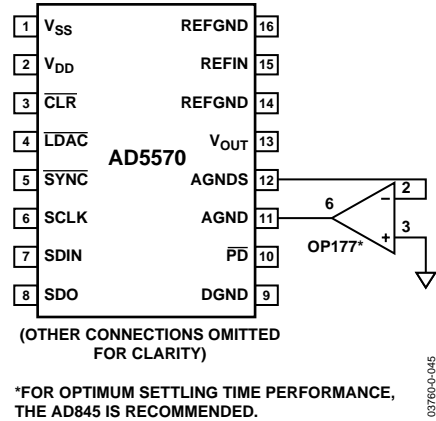 1 VSS REFGND 16
2 VDD REFIN 15
3 CLR REFGND 14
4 LDAC VOUT 13
AD5570
5 SYNC AGNDS 12
6 SCLK AGND 11
7 SDIN PD 10
8 SDO DGND 9
2
6
–
3
+
OP177*
(OTHER CONNECTIONS OMITTED
FOR CLARITY)
*FOR OPTIMUM SETTLING TIME PERFORMANCE,
THE AD845 IS RECOMMENDED.
03760-0-045